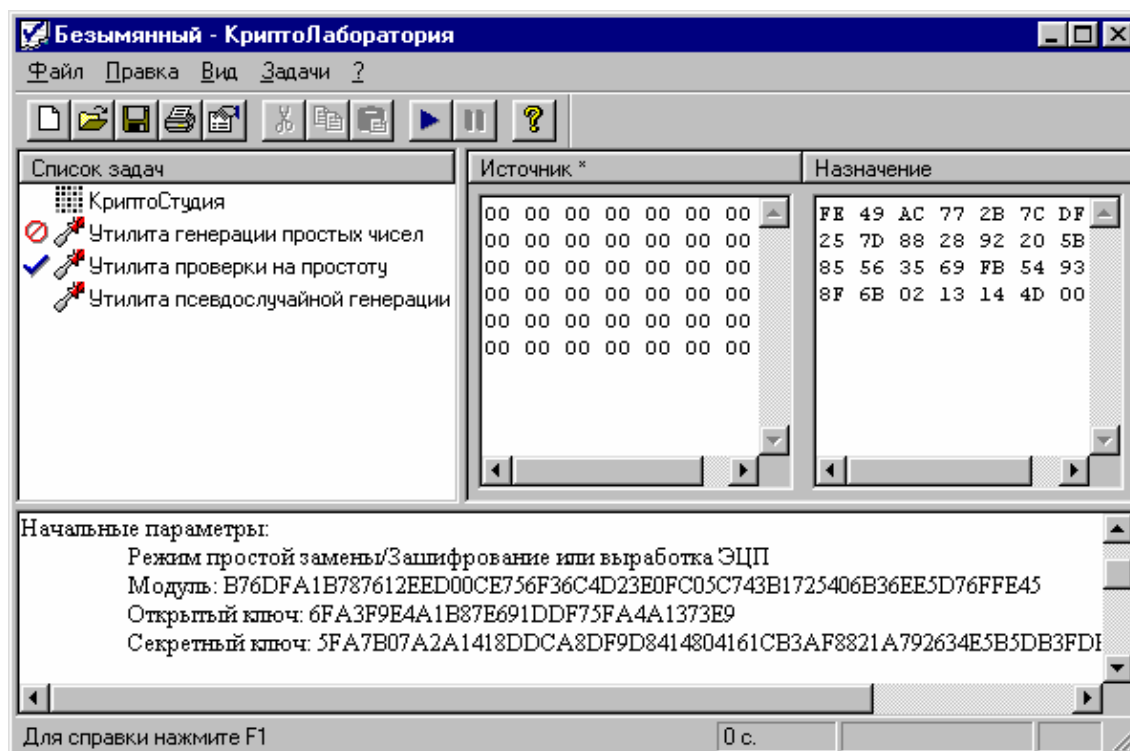 Безымянный - КриптоЛаборатория
Файл Правка Вид Задачи ?
Список задач
КриптоСтудия
Утилита генерации простых чисел
Утилита проверки на простоту
Утилита псевдослучайной генерации
Источник *
00 00 00 00 00 00 00
00 00 00 00 00 00 00
00 00 00 00 00 00 00
00 00 00 00 00 00 00
00 00 00 00 00 00 00
00 00 00 00 00 00 00
Назначение
FE 49 AC 77 2B 7C DF
25 7D 88 28 92 20 5B
85 56 35 69 FB 54 93
8F 6B 02 13 14 4D 00
Начальные параметры:
Режим простой замены/Зашифрование или выработка ЭЦП
Модуль: B76DFA1B787612EED00CE756F36C4D23E0FC05C743B1725406B36EE5D76FFE45
Открытый ключ: 6FA3F9E4A1B87E691DDF75FA4A1373E9
Секретный ключ: 5FA7B07A2A1418DDCA8DF9D8414804161CB3AF8821A792634E5B5DB3FDI
Для справки нажмите F1
0 с.